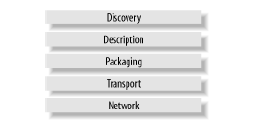 Discovery
Description
Packaging
Transport
Network